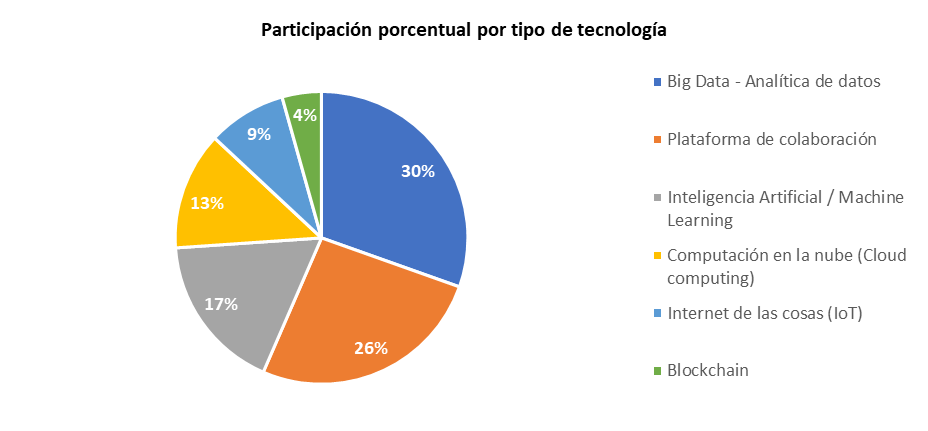 Participación porcentual por tipo de tecnología
4%
9%
30%
13%
17%
26%
Big Data - Analítica de datos
Plataforma de colaboración
Inteligencia Artificial / Machine
Learning
Computación en la nube (Cloud
computing)
Internet de las cosas (IoT)
Blockchain